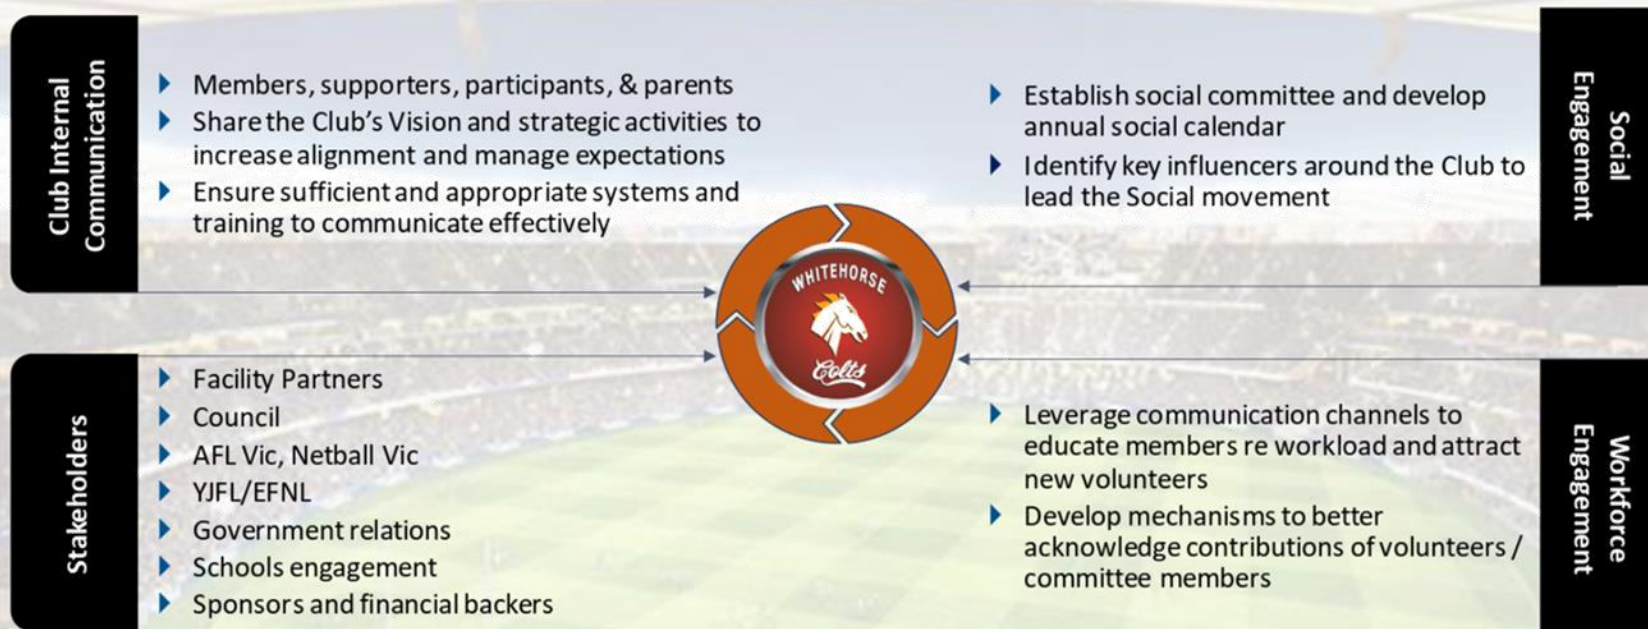 Club Internal
Communication
Members, supporters, participants, & parents
Share the Club's Vision and strategic activities to
increase alignment and manage expectations
Ensure sufficient and appropriate systems and
training to communicate effectively
Social
Engagement
Establish social committee and develop
annual social calendar
Identify key influencers around the Club to
lead the Social movement
WHITEHORSE
Colts
Stakeholders
Facility Partners
Council
AFL Vic, Netball Vic
YJFL/EFNL
Government relations
Schools engagement
Sponsors and financial backers
Workforce
Engagement
Leverage communication channels to
educate members re workload and attract
new volunteers
Develop mechanisms to better
acknowledge contributions of volunteers /
committee members